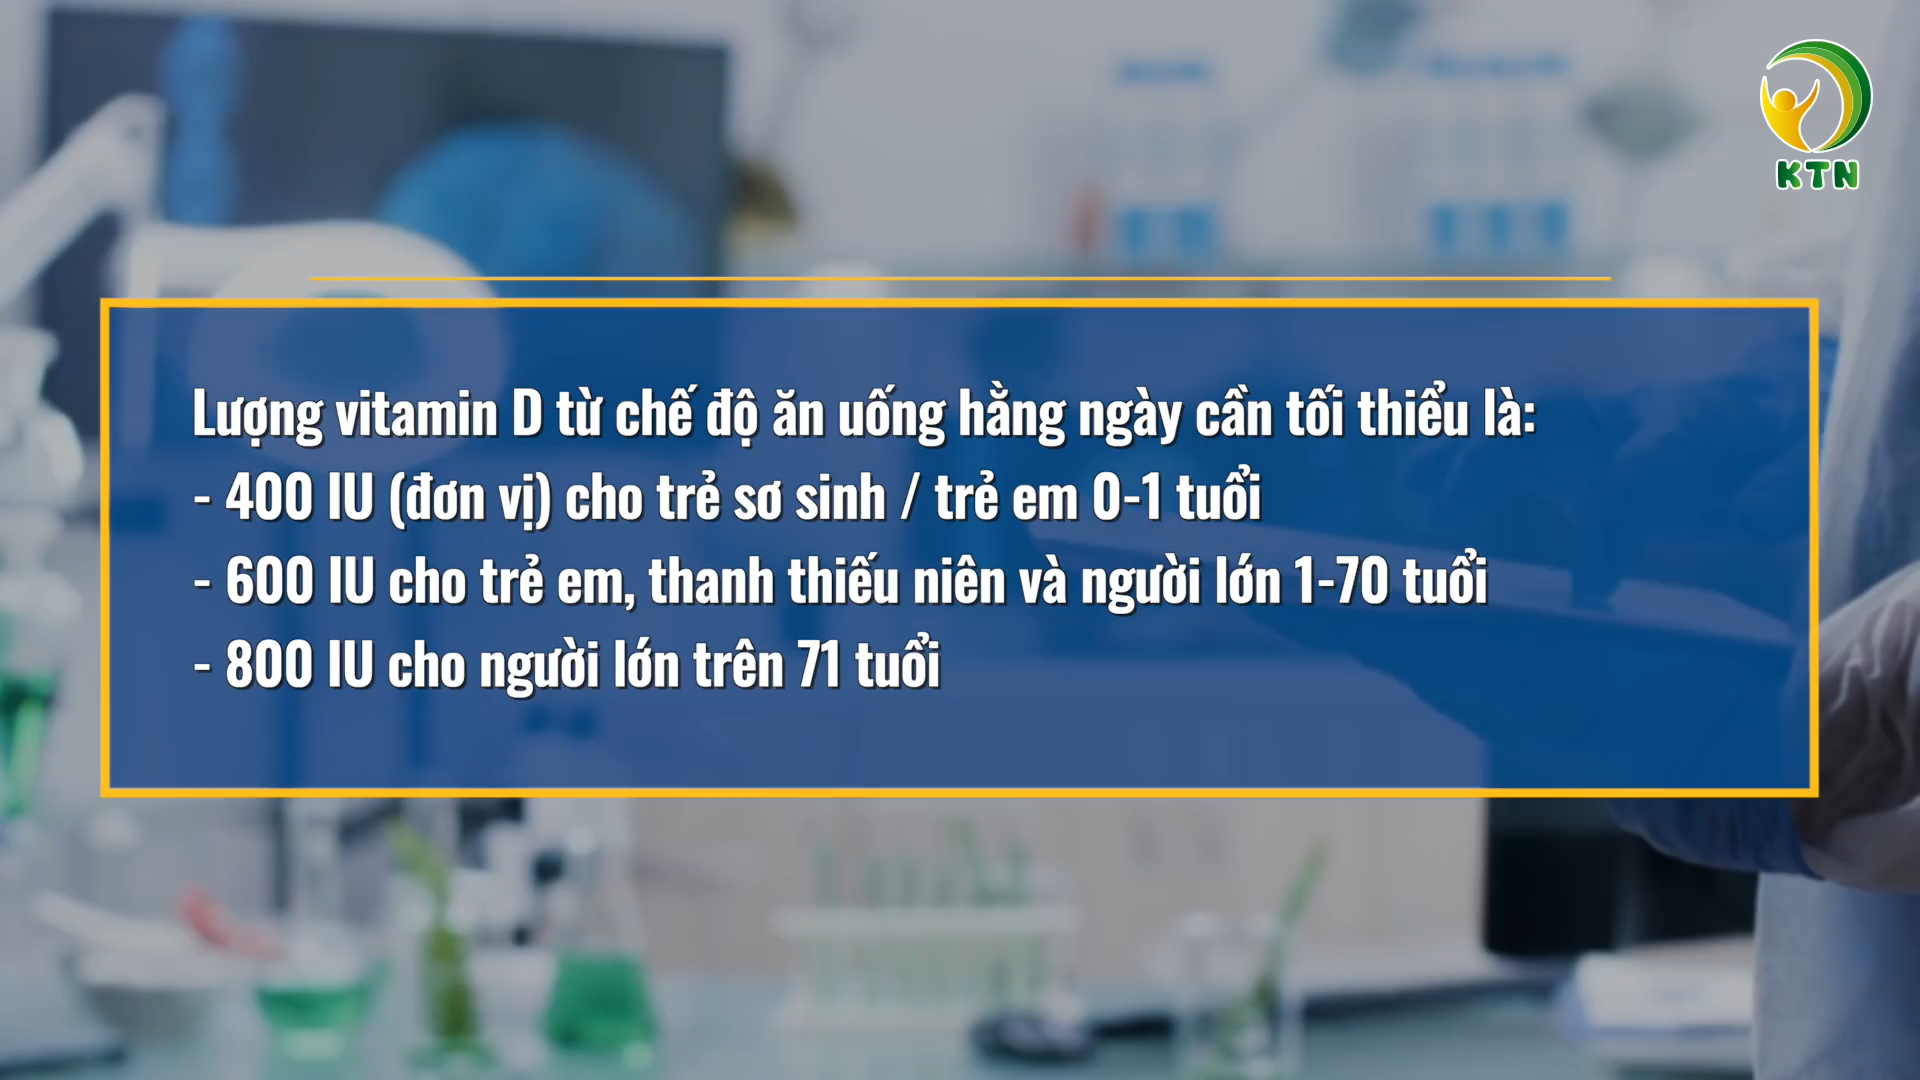 KTN
Lượng vitamin D từ chế độ ăn uống hằng ngày cần tối thiểu là:
- 400 IU (đơn vị) cho trẻ sơ sinh / trẻ em 0-1 tuổi
- 600 IU cho trẻ em, thanh thiếu niên và người lớn 1-70 tuổi
- 800 IU cho người lớn trên 71 tuổi